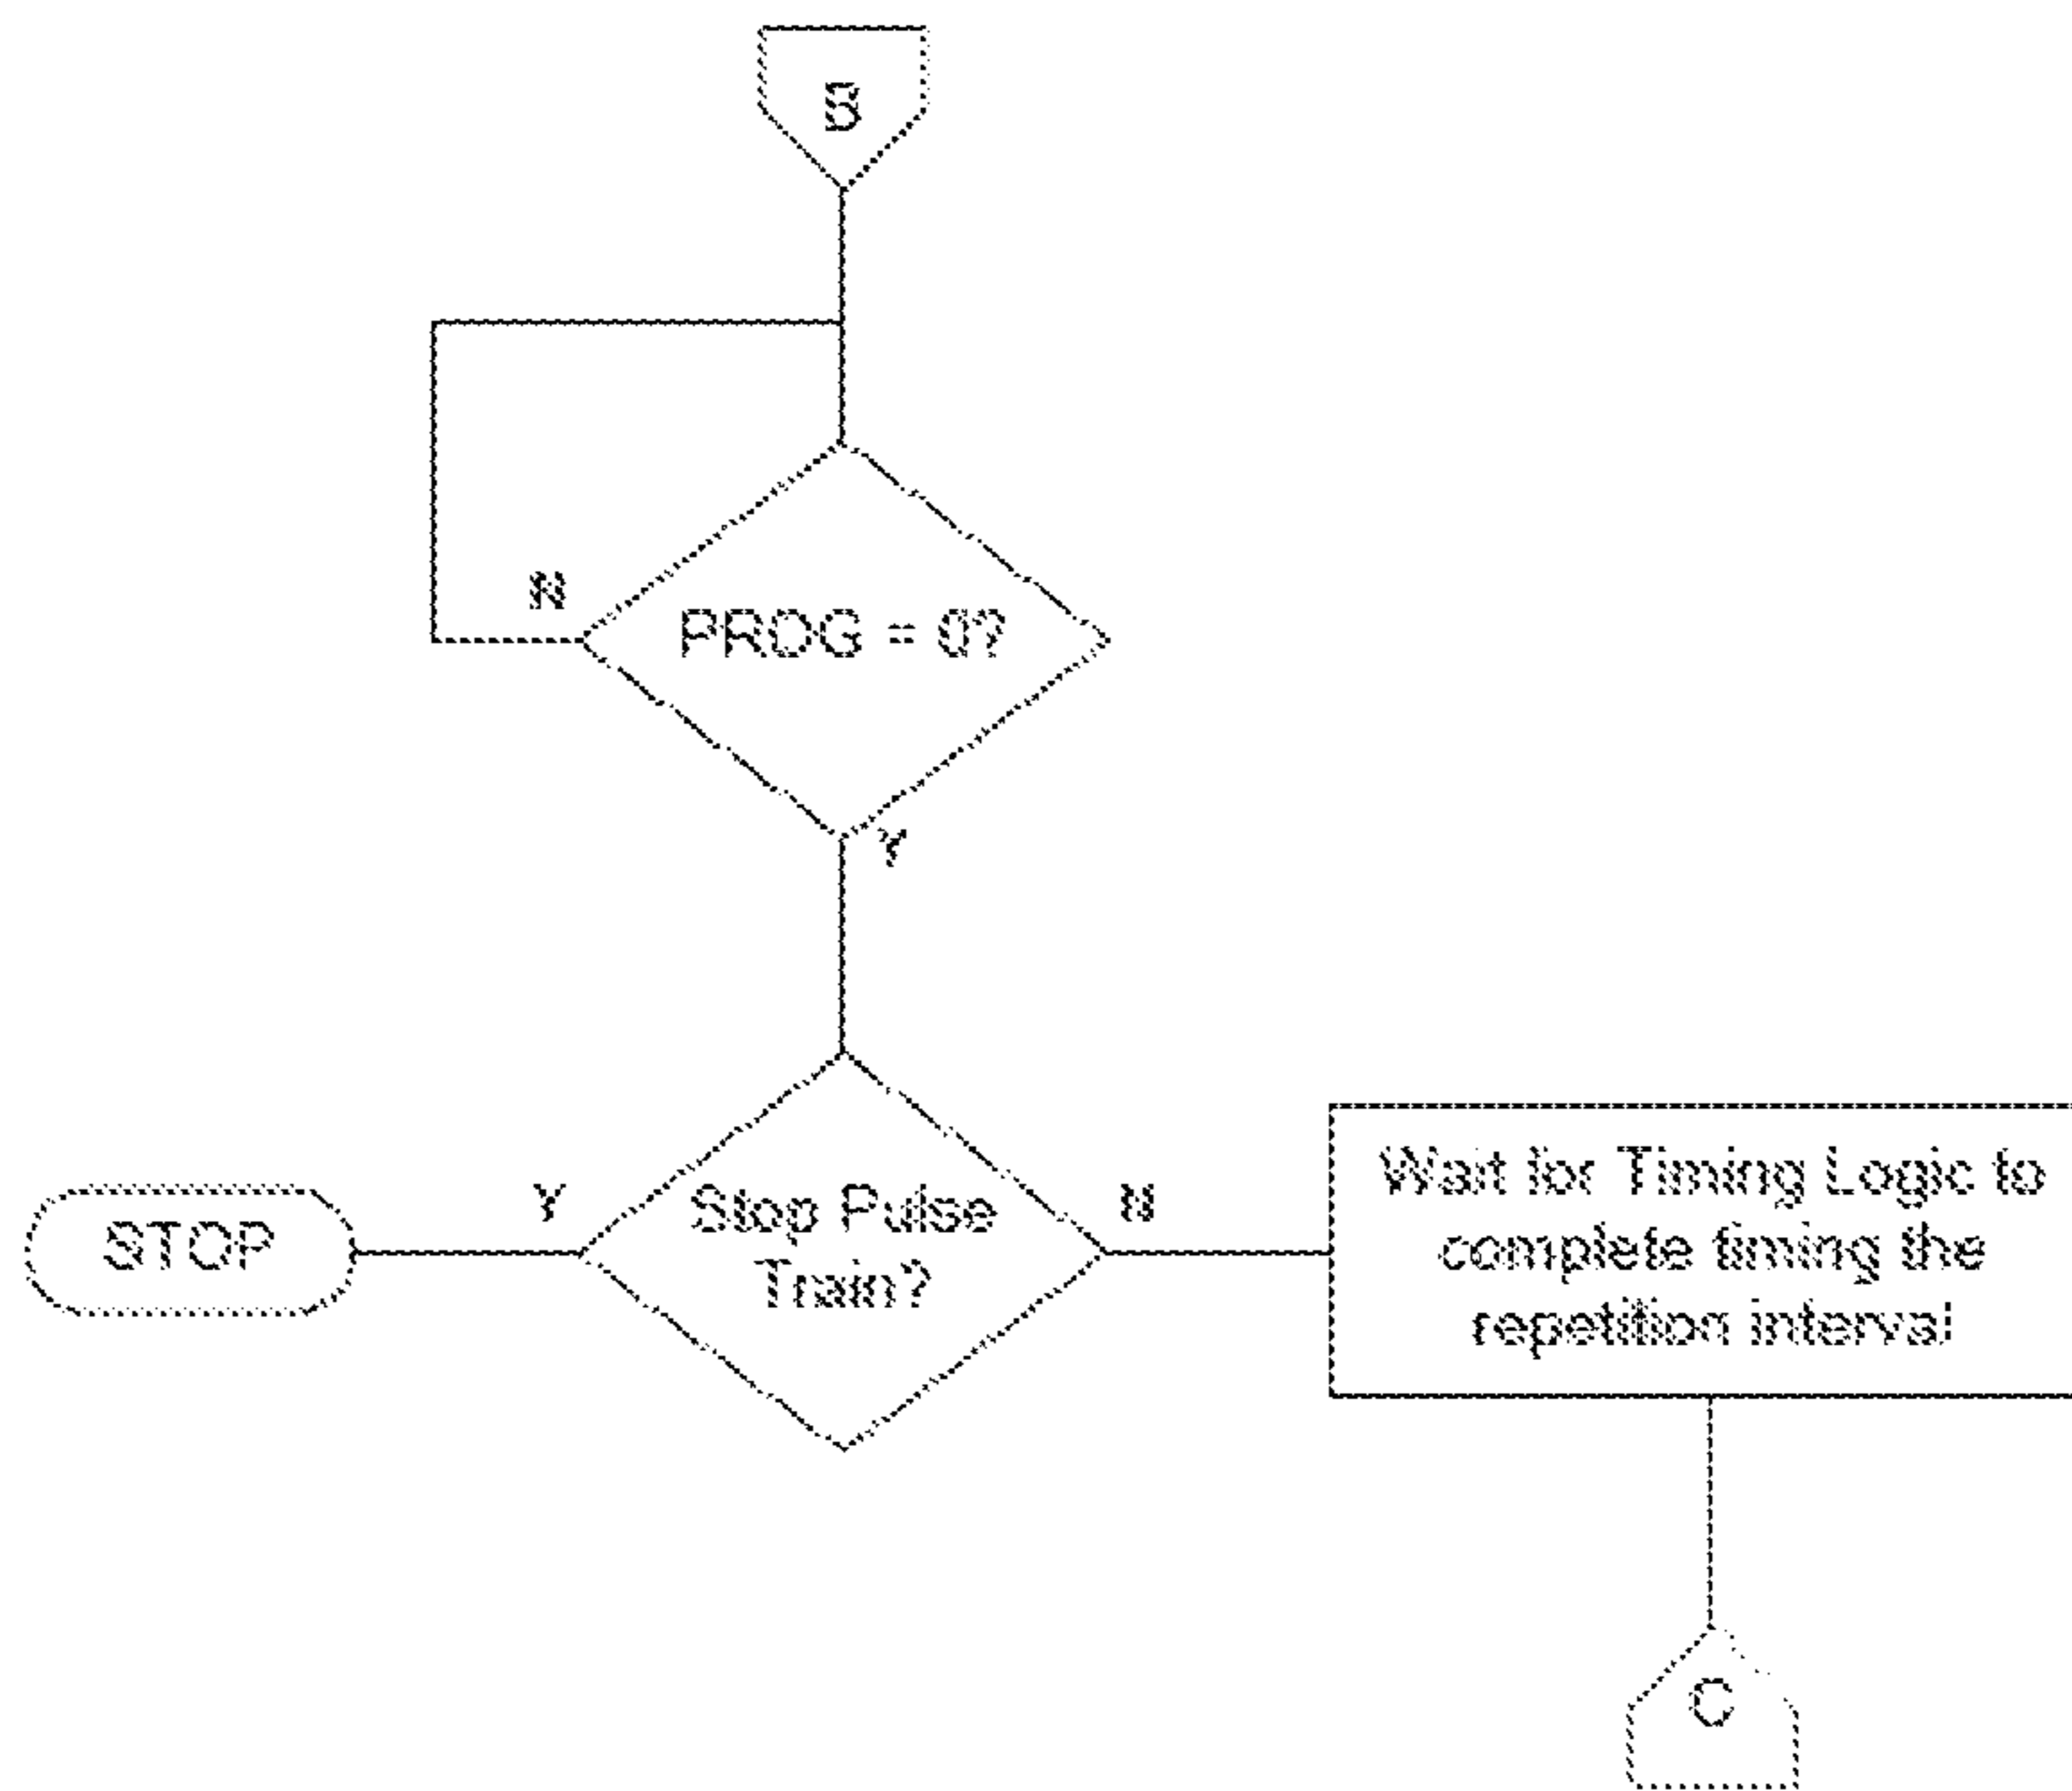 B
N
PROG = 0?
Y
Y
Stop Pulse
Train?
N
STOP
Wait for Timing Logic to
complete timing the
repetition interval
C